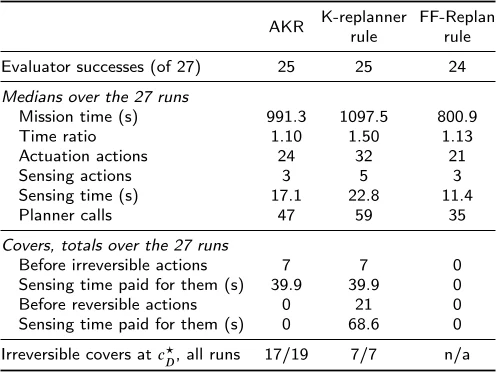 AKR K-replanner rule FF-Replan rule
Evaluator successes (of 27) 25 25 24
Medians over the 27 runs
Mission time (s) 991.3 1097.5 800.9
Time ratio 1.10 1.50 1.13
Actuation actions 24 32 21
Sensing actions 3 5 3
Sensing time (s) 17.1 22.8 11.4
Planner calls 47 59 35
Covers, totals over the 27 runs
Before irreversible actions 7 7 0
Sensing time paid for them (s) 39.9 39.9 0
Before reversible actions 0 21 0
Sensing time paid for them (s) 0 68.6 0
Irreversible covers at c⋆D, all runs 17/19 7/7 n/a